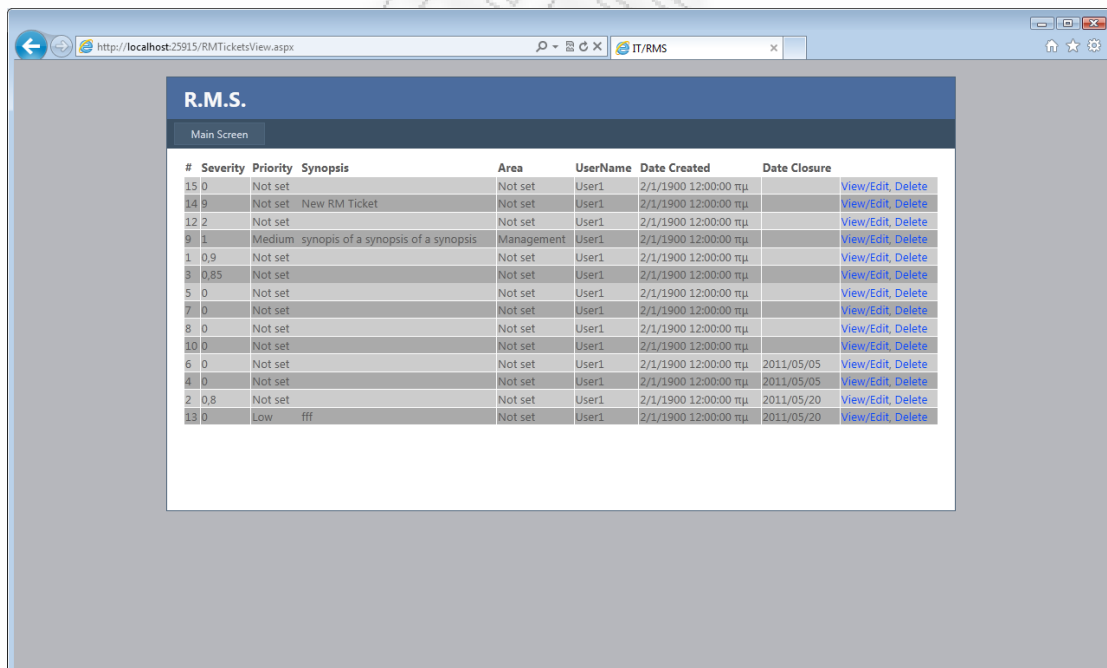 http://localhost:25915/RMTicketsView.aspx IT/RMS
R.M.S.
Main Screen
# Severity Priority Synopsis Area UserName Date Created Date Closure
15 0 Not set Not set User1 2/1/1900 12:00:00 πμ View/Edit, Delete
14 9 Not set New RM Ticket Not set User1 2/1/1900 12:00:00 πμ View/Edit, Delete
12 2 Not set Not set User1 2/1/1900 12:00:00 πμ View/Edit, Delete
9 1 Medium synopis of a synopsis of a synopsis Management User1 2/1/1900 12:00:00 πμ View/Edit, Delete
1 0,9 Not set Not set User1 2/1/1900 12:00:00 πμ View/Edit, Delete
3 0,85 Not set Not set User1 2/1/1900 12:00:00 πμ View/Edit, Delete
5 0 Not set Not set User1 2/1/1900 12:00:00 πμ View/Edit, Delete
7 0 Not set Not set User1 2/1/1900 12:00:00 πμ View/Edit, Delete
8 0 Not set Not set User1 2/1/1900 12:00:00 πμ View/Edit, Delete
10 0 Not set Not set User1 2/1/1900 12:00:00 πμ View/Edit, Delete
6 0 Not set Not set User1 2/1/1900 12:00:00 πμ 2011/05/05 View/Edit, Delete
4 0 Not set Not set User1 2/1/1900 12:00:00 πμ 2011/05/05 View/Edit, Delete
2 0,8 Not set Not set User1 2/1/1900 12:00:00 πμ 2011/05/20 View/Edit, Delete
13 0 Low fff Not set User1 2/1/1900 12:00:00 πμ 2011/05/20 View/Edit, Delete